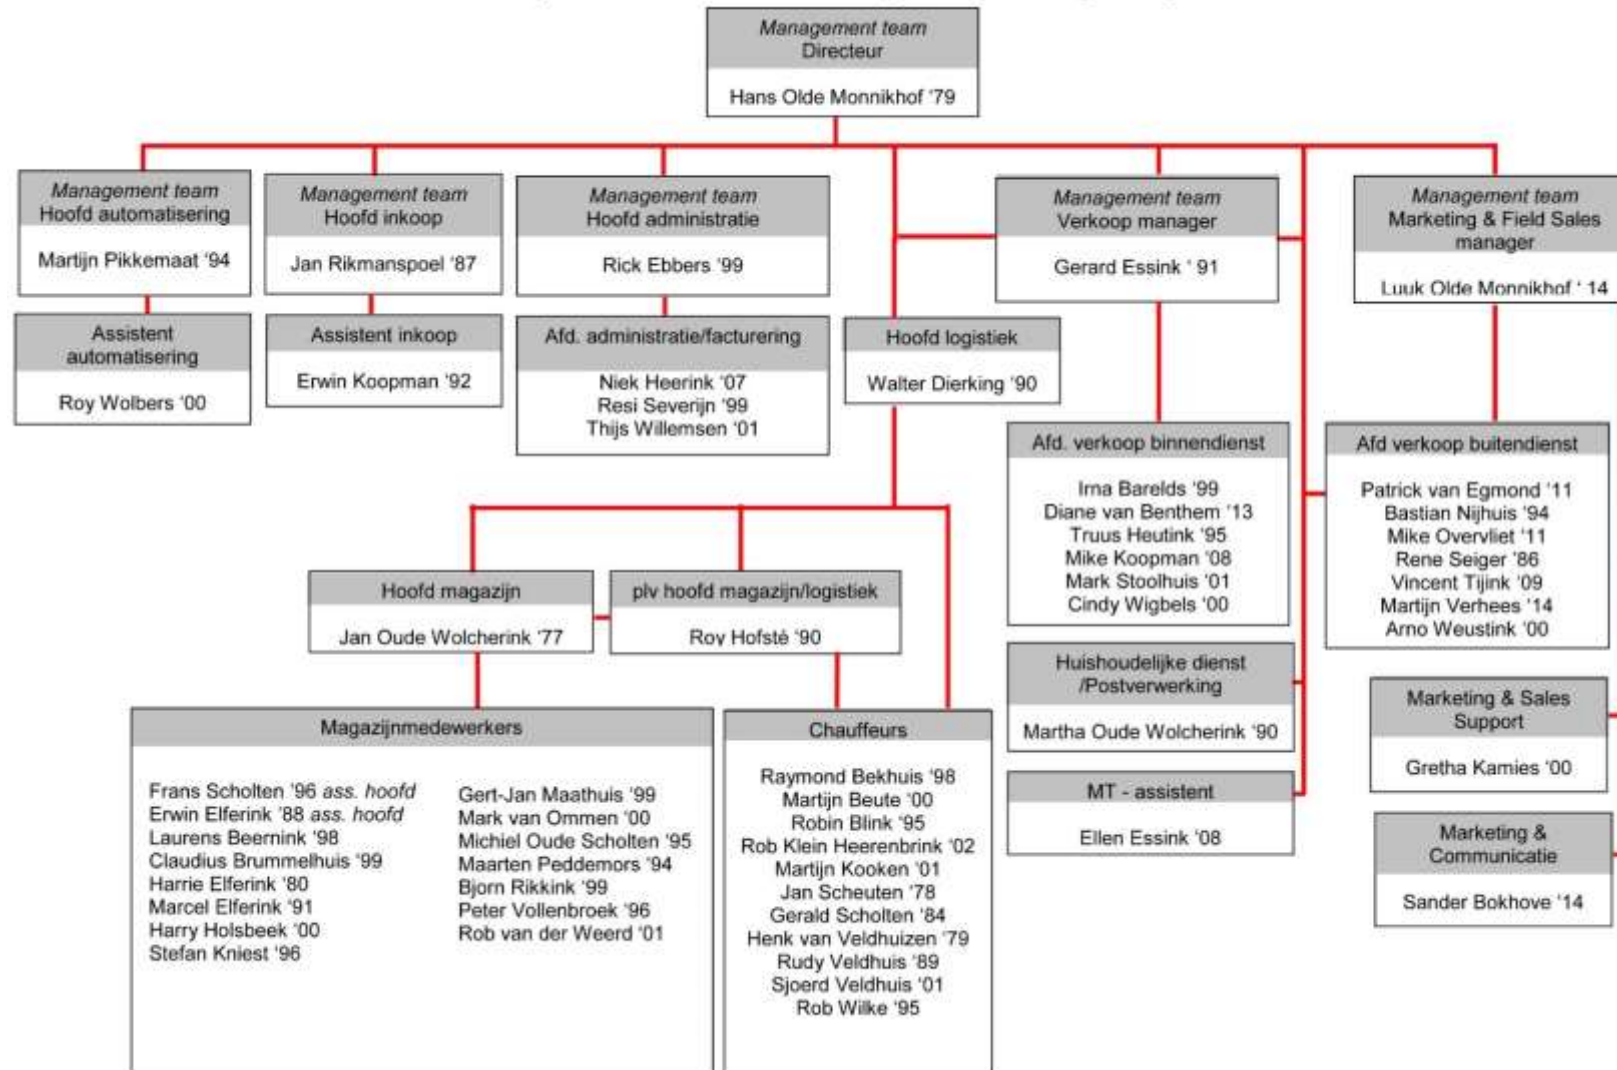 Management team
Directeur
Hans Olde Monnikhof ‘79
Management team
Hoofd automatisering
Martijn Pikkemaat ‘94
Management team
Hoofd inkoop
Jan Rikmanspoel ‘87
Management team
Hoofd administratie
Rick Ebbers ‘99
Management team
Verkoop manager
Gerard Essink ‘ 91
Management team
Marketing & Field Sales
manager
Luuk Olde Monnikhof ‘ 14
Assistent
automatisering
Roy Wolbers ‘00
Assistent inkoop
Erwin Koopman ‘92
Afd. administratie/facturering
Niek Heerink ‘07
Resi Severijn ‘99
Thijs Willemsen ‘01
Hoofd logistiek
Walter Dierking ‘90
Afd. verkoop binnendienst
Irna Barelds ‘99
Diane van Benthem ‘13
Truus Heutink ‘95
Mike Koopman ‘08
Mark Stoolhuis ‘01
Cindy Wigbels ‘00
Afd verkoop buitendienst
Patrick van Egmond ‘11
Bastian Nijhuis ‘94
Mike Overvliet ‘11
Rene Seiger ‘86
Vincent Tijink ‘09
Martijn Verhees ‘14
Arno Weustink ‘00
Hoofd magazijn
Jan Oude Wolcherink ‘77
plv hoofd magazijn/logistiek
Roy Hofsté ‘90
Huishoudelijke dienst
/Postverwerking
Martha Oude Wolcherink ‘90
Marketing & Sales
Support
Gretha Kamies ‘00
MT - assistent
Ellen Essink ‘08
Marketing &
Communicatie
Sander Bokhove ‘14
Magazijnmedewerkers
Frans Scholten ‘96 ass. hoofd
Erwin Elferink ‘88 ass. hoofd
Laurens Beernink ‘98
Claudius Brummelhuis ‘99
Harrie Elferink ‘80
Marcel Elferink ‘91
Harry Holsbeek ‘00
Stefan Kniest ‘96
Gert-Jan Maathuis ‘99
Mark van Ommen ‘00
Michiel Oude Scholten ‘95
Maarten Peddemors ‘94
Bjorn Rikkink ‘99
Peter Vollenbroek ‘96
Rob van der Weerd ‘01
Chauffeurs
Raymond Bekhuis ‘98
Martijn Beute ‘00
Robin Blink ‘95
Rob Klein Heerenbrink ‘02
Martijn Kooken ‘01
Jan Scheuten ‘78
Gerald Scholten ‘84
Henk van Veldhuizen ‘79
Rudy Veldhuis ‘89
Sjoerd Veldhuis ‘01
Rob Wilke ‘95